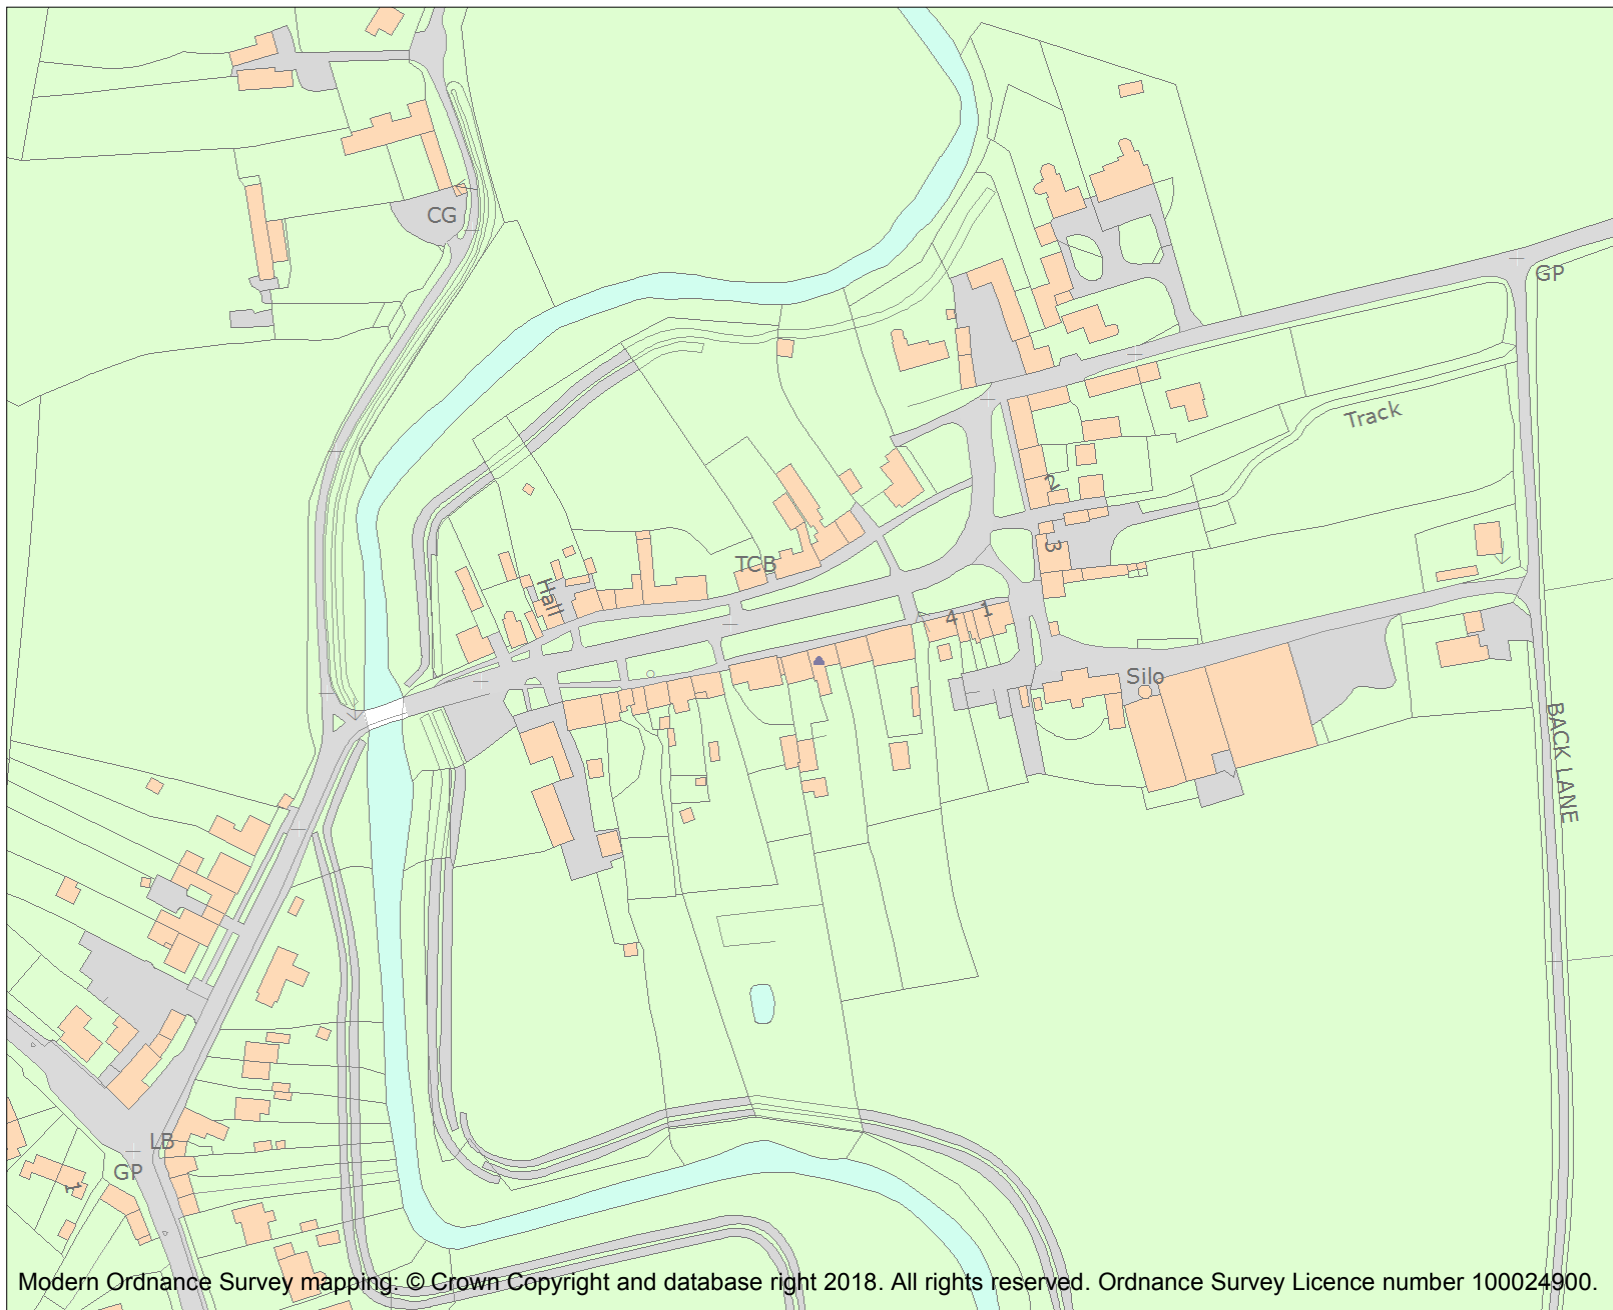 CG
GP
Track
2
3
TCB
Hall
4
1
Silo
BACK LANE
LB
GP
1
Modern Ordnance Survey mapping: © Crown Copyright and database right 2018. All rights reserved. Ordnance Survey Licence number 100024900.